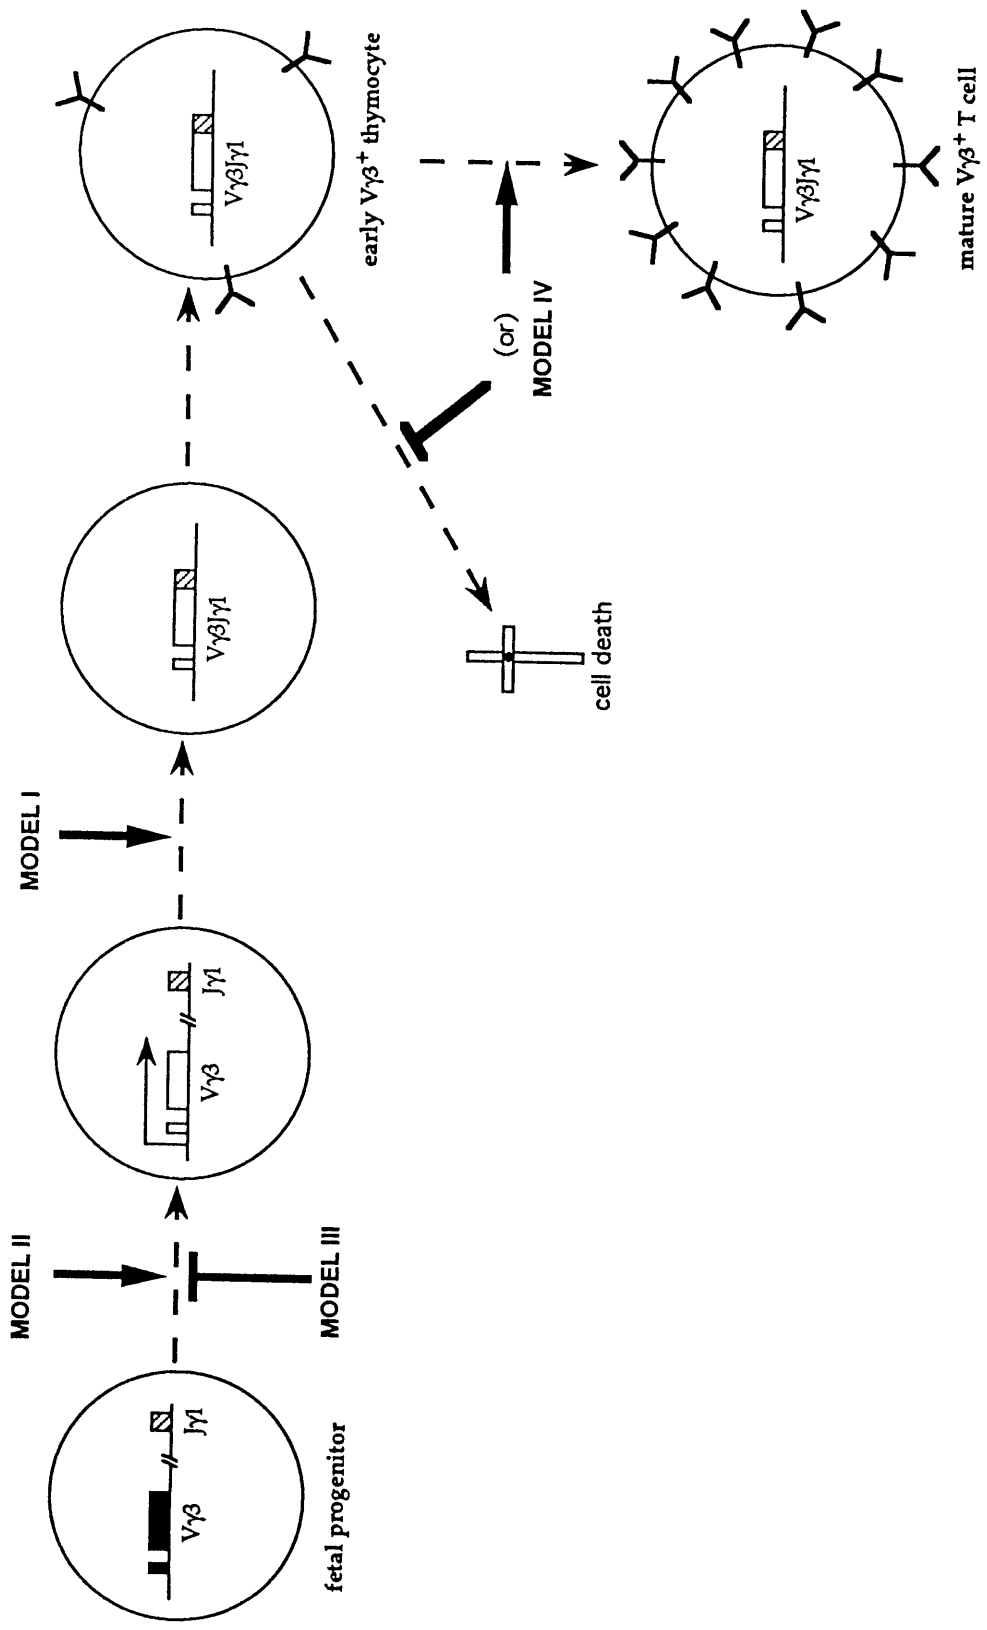 MODEL II
MODEL III
MODEL I
Vγ3
Jγ1
fetal progenitor
Vγ3
Jγ1
Vγ3Jγ1
Vγ3Jγ1
early Vγ3+ thymocyte
(or)
MODEL IV
cell death
Vγ3Jγ1
mature Vγ3+ T cell